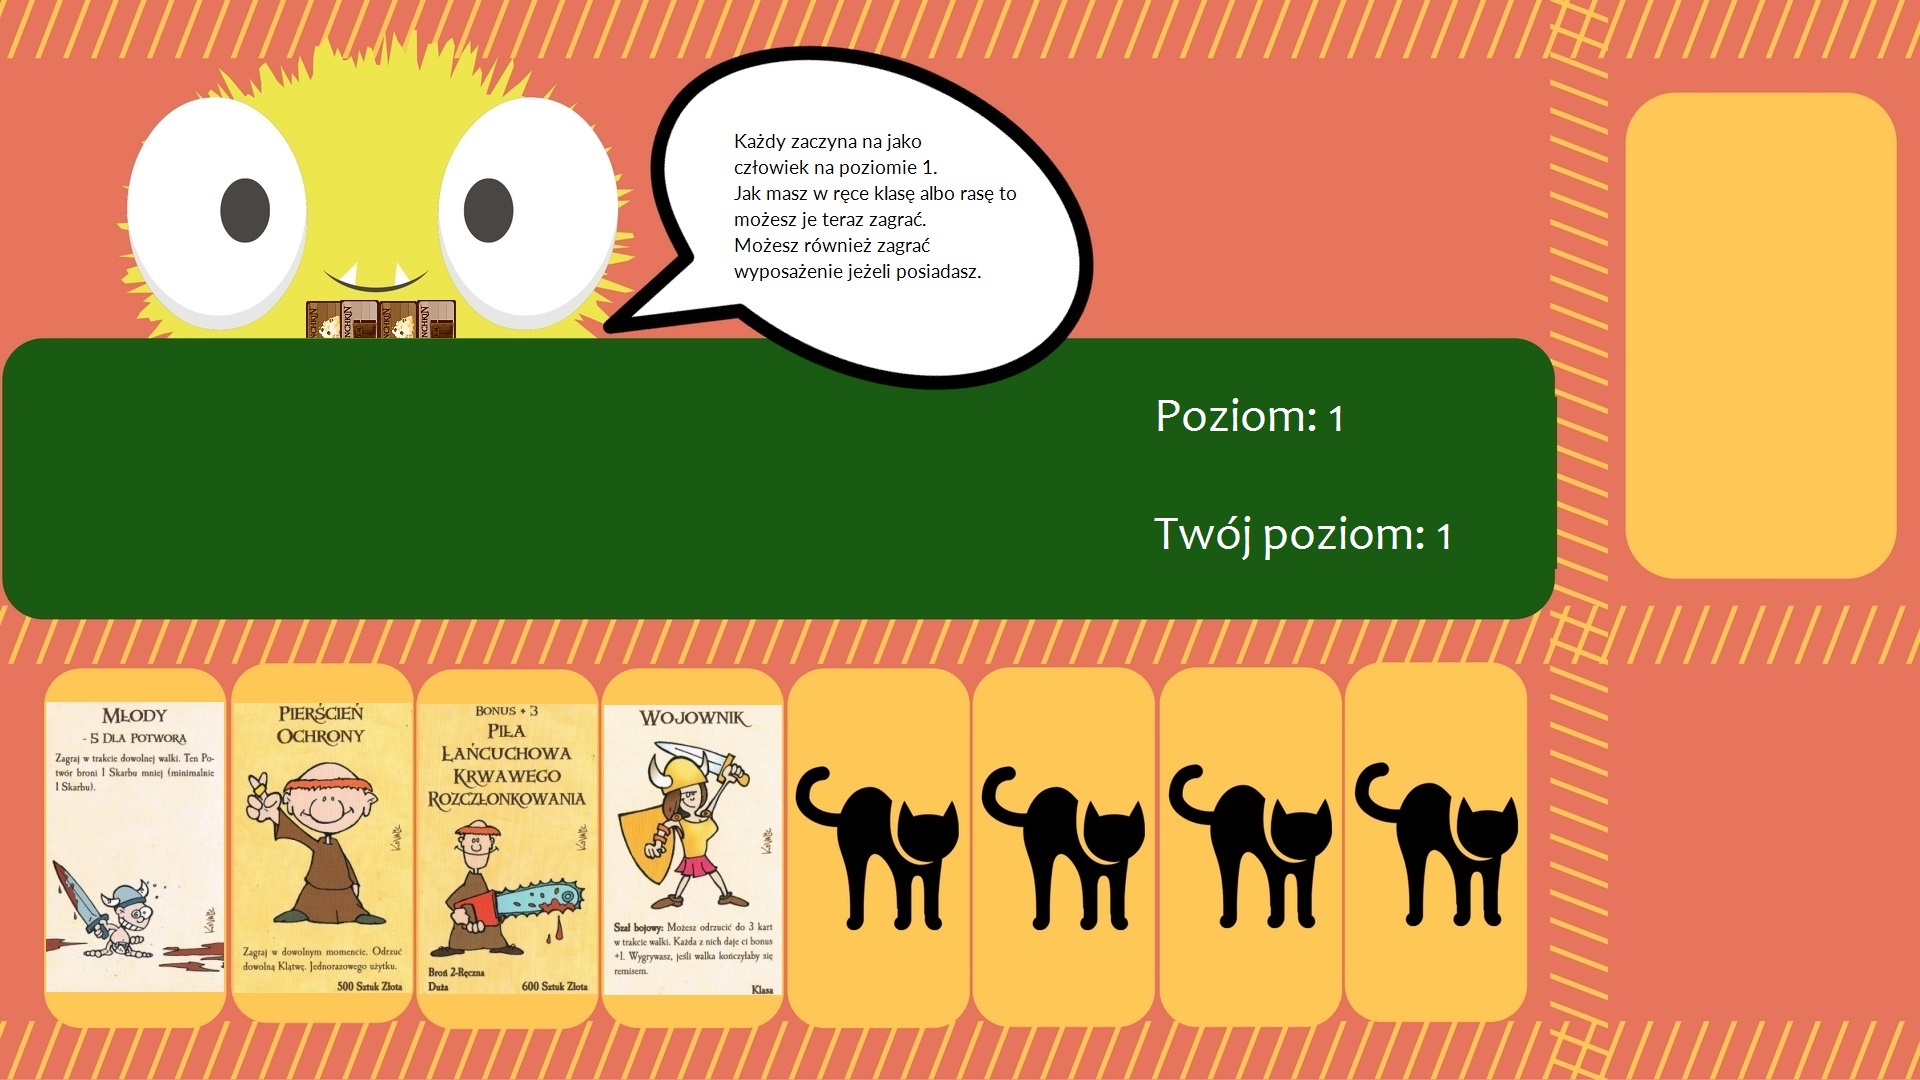 Każdy zaczyna na jako
człowiek na poziomie 1.
Jak masz w ręce klasę albo rasę to
możesz je teraz zagrać.
Możesz również zagrać
wyposażenie jeżeli posiadasz.
Poziom: 1
Twój poziom: 1
Młody
- 5 dla potwora
Zagraj w trakcie dowolnej walki. Ten Po-
twór broni 1 Skarbu mniej (minimalnie
1 Skarbu).
Pierścień
Ochrony
Zagraj w dowolnym momencie. Odrzuć
dowolną Klątwę. Jednorazowego użytku.
500 Sztuk Złota
Bonus + 3
Piła
Łańcuchowa
Krwawego
Rozczłonkowania
Broń 2-Ręczna
Duża 600 Sztuk Złota
Wojownik
Szał bojowy: Możesz odrzucić do 3 kart
w trakcie walki. Każda z nich daje ci bonus
+1. Wygrywasz, jeśli walka kończyłaby się
remisem.
Klasa